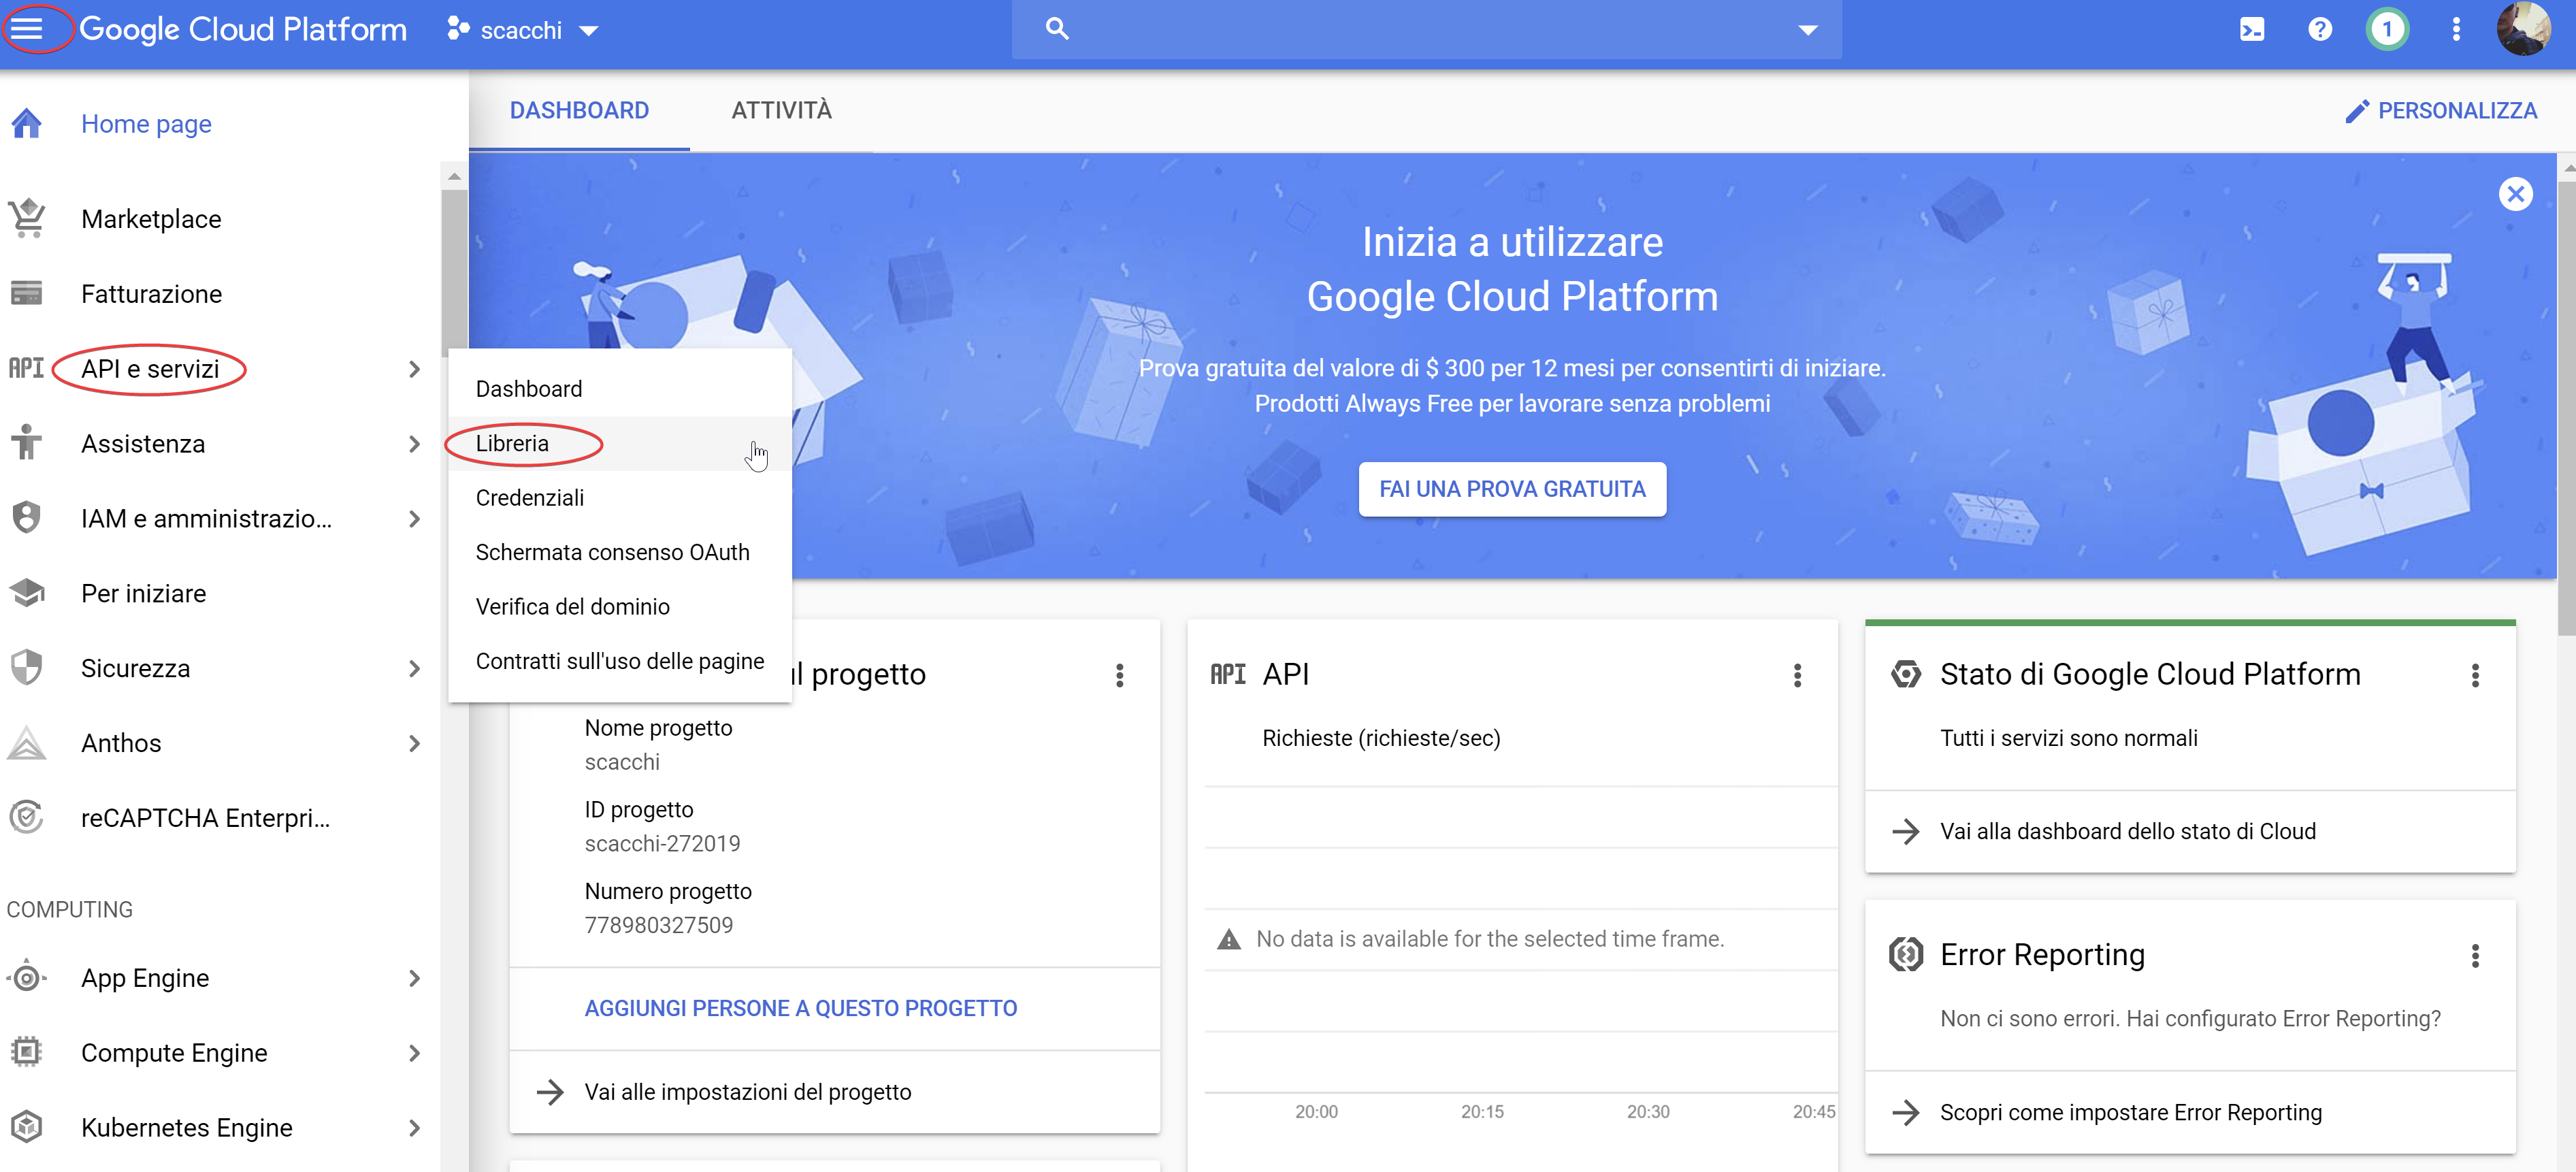 Google Cloud Platform
scacchi
1
Home page
Marketplace
Fatturazione
API
API e servizi
Assistenza
IAM e amministrazio...
Per iniziare
Sicurezza
Anthos
reCAPTCHA Enterpri...
COMPUTING
App Engine
Compute Engine
Kubernetes Engine
Dashboard
Libreria
Credenziali
Schermata consenso OAuth
Verifica del dominio
Contratti sull'uso delle pagine
DASHBOARD
ATTIVITÀ
PERSONALIZZA
Inizia a utilizzare
Google Cloud Platform
Prova gratuita del valore di $ 300 per 12 mesi per consentirti di iniziare.
Prodotti Always Free per lavorare senza problemi
FAI UNA PROVA GRATUITA
progetto
Nome progetto
scacchi
ID progetto
scacchi-272019
Numero progetto
778980327509
AGGIUNGI PERSONE A QUESTO PROGETTO
Vai alle impostazioni del progetto
API
API
Richieste (richieste/sec)
No data is available for the selected time frame.
20:00
20:15
20:30
20:45
Stato di Google Cloud Platform
Tutti i servizi sono normali
Vai alla dashboard dello stato di Cloud
Error Reporting
Non ci sono errori. Hai configurato Error Reporting?
Scopri come impostare Error Reporting